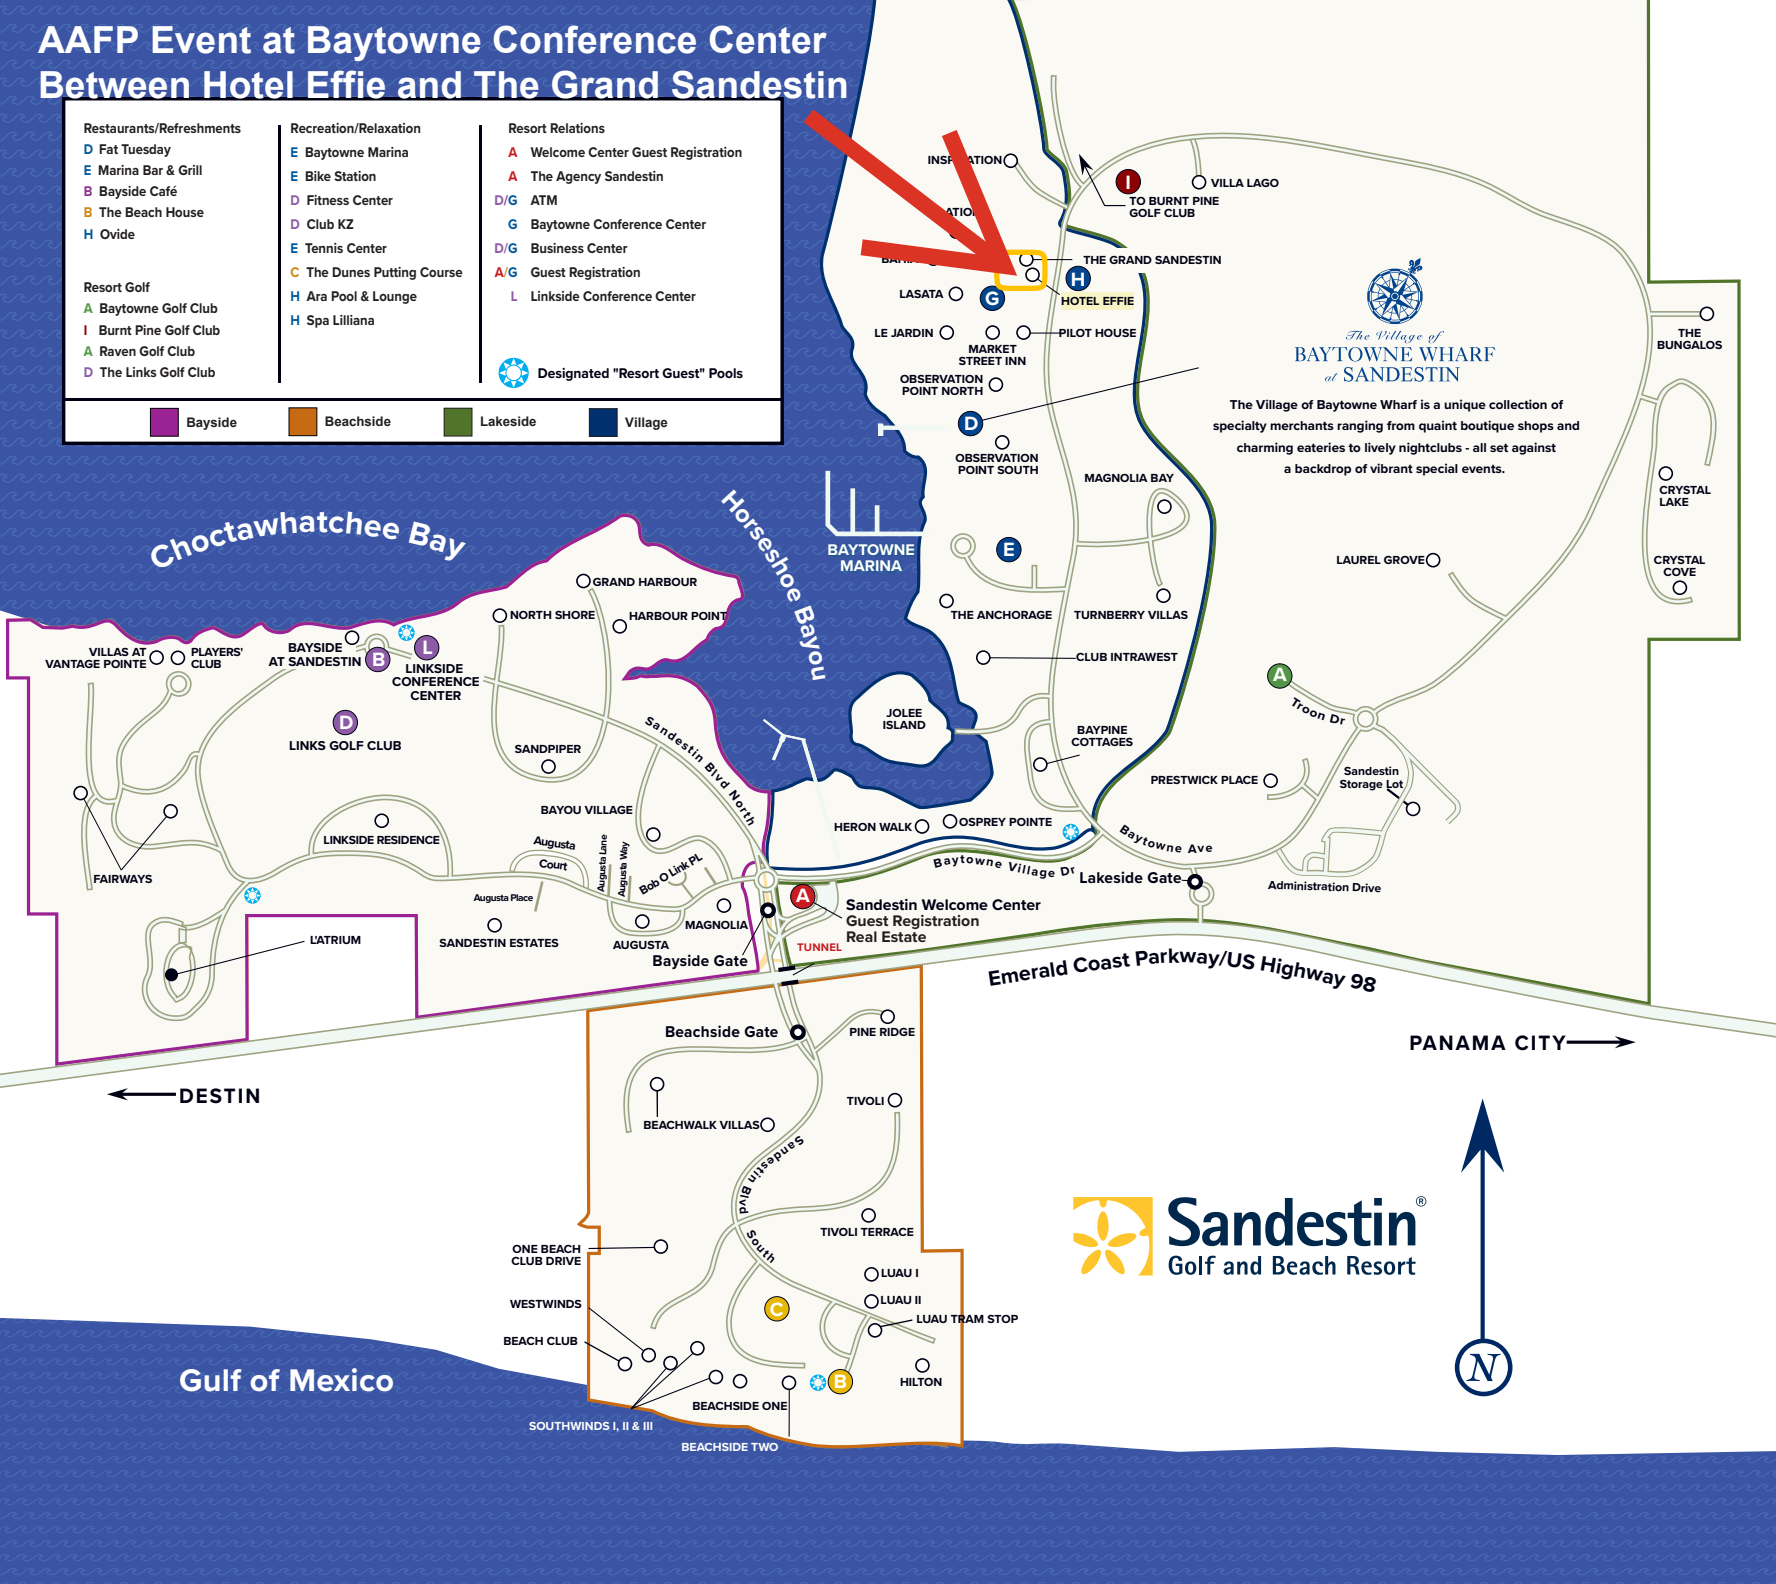 AAFP Event at Baytowne Conference Center
Between Hotel Effie and The Grand Sandestin
Restaurants/Refreshments
D Fat Tuesday
E Marina Bar & Grill
B Bayside Café
B The Beach House
H Ovide
Resort Golf
A Baytowne Golf Club
I Burnt Pine Golf Club
A Raven Golf Club
D The Links Golf Club
Recreation/Relaxation
E Baytowne Marina
E Bike Station
D Fitness Center
D Club KZ
E Tennis Center
C The Dunes Putting Course
H Ara Pool & Lounge
H Spa Lilliana
Resort Relations
A Welcome Center Guest Registration
A The Agency Sandestin
D/G ATM
G Baytowne Conference Center
D/G Business Center
A/G Guest Registration
L Linkside Conference Center
Designated "Resort Guest" Pools
Bayside
Beachside
Lakeside
Village
I
VILLA LAGO
TO BURNT PINE
GOLF CLUB
THE GRAND SANDESTIN
H
HOTEL EFFIE
LASATA
G
LE JARDIN
MARKET
STREET INN
PILOT HOUSE
OBSERVATION
POINT NORTH
D
OBSERVATION
POINT SOUTH
The Village of
BAYTOWNE WHARF
at SANDESTIN
The Village of Baytowne Wharf is a unique collection of
specialty merchants ranging from quaint boutique shops and
charming eateries to lively nightclubs - all set against
a backdrop of vibrant special events.
THE
BUNGALOS
CRYSTAL
LAKE
CRYSTAL
COVE
LAUREL GROVE
MAGNOLIA BAY
E
BAYTOWNE
MARINA
THE ANCHORAGE
TURNBERRY VILLAS
CLUB INTRAWEST
JOLEE
ISLAND
BAYPINE
COTTAGES
A
Troon Dr
PRESTWICK PLACE
Sandestin
Storage Lot
HERON WALK
OSPREY POINTE
Baytowne Ave
Baytowne Village Dr
Lakeside Gate
Administration Drive
Choctawhatchee Bay
Horseshoe Bayou
GRAND HARBOUR
NORTH SHORE
HARBOUR POINT
BAYSIDE
AT SANDESTIN
B
L
LINKSIDE
CONFERENCE
CENTER
VILLAS AT
VANTAGE POINTE
PLAYERS'
CLUB
D
LINKS GOLF CLUB
SANDPIPER
Sandestin Blvd North
BAYOU VILLAGE
LINKSIDE RESIDENCE
Augusta
Court
Augusta Lane
Augusta Way
Bob O Link PL
Augusta Place
FAIRWAYS
L'ATRIUM
SANDESTIN ESTATES
AUGUSTA
MAGNOLIA
Bayside Gate
A
Sandestin Welcome Center
Guest Registration
Real Estate
TUNNEL
Emerald Coast Parkway/US Highway 98
PANAMA CITY
DESTIN
Beachside Gate
PINE RIDGE
TIVOLI
BEACHWALK VILLAS
Sandestin Blvd
South
TIVOLI TERRACE
ONE BEACH
CLUB DRIVE
LUAU I
LUAU II
LUAU TRAM STOP
WESTWINDS
BEACH CLUB
C
B
HILTON
BEACHSIDE ONE
SOUTHWINDS I, II & III
BEACHSIDE TWO
Gulf of Mexico
Sandestin®
Golf and Beach Resort
N